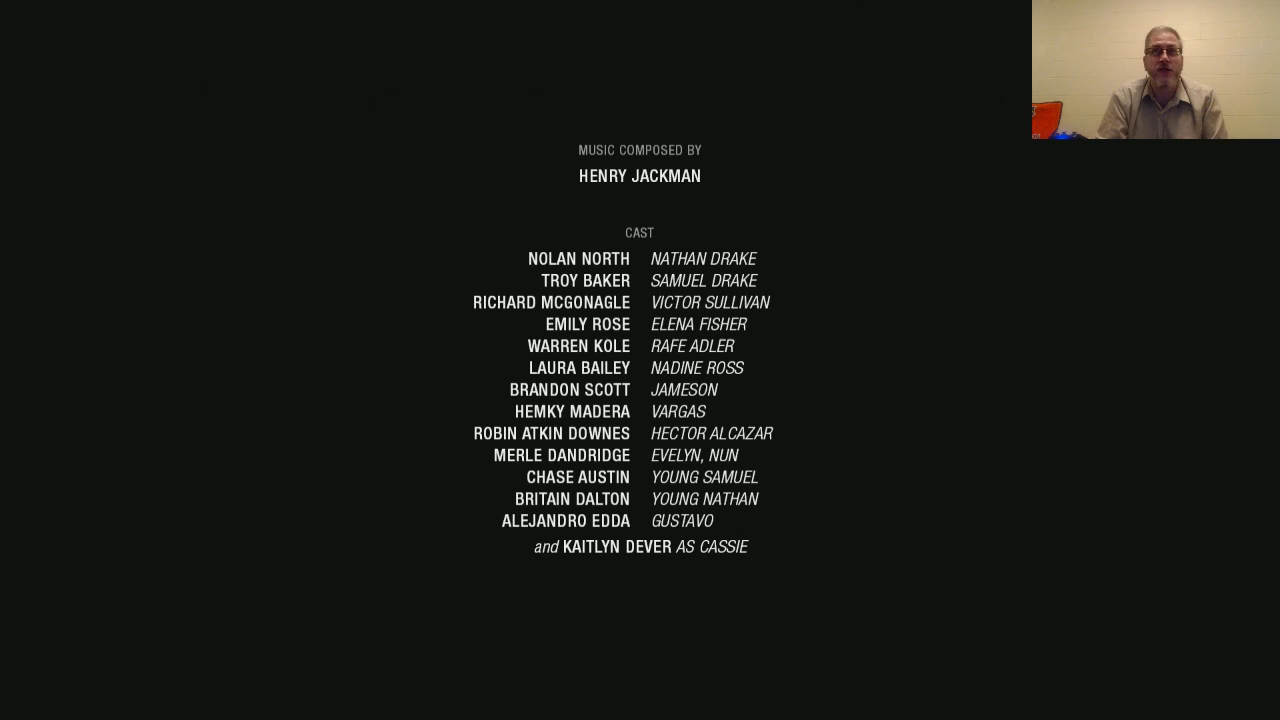 MUSIC COMPOSED BY
HENRY JACKMAN
CAST
NOLAN NORTH NATHAN DRAKE
TROY BAKER SAMUEL DRAKE
RICHARD MCGONAGLE VICTOR SULLIVAN
EMILY ROSE ELENA FISHER
WARREN KOLE RAFE ADLER
LAURA BAILEY NADINE ROSS
BRANDON SCOTT JAMESON
HEMKY MADERA VARGAS
ROBIN ATKIN DOWNES HECTOR ALCAZAR
MERLE DANDRIDGE EVELYN, NUN
CHASE AUSTIN YOUNG SAMUEL
BRITAIN DALTON YOUNG NATHAN
ALEJANDRO EDDA GUSTAVO
and KAITLYN DEVER AS CASSIE